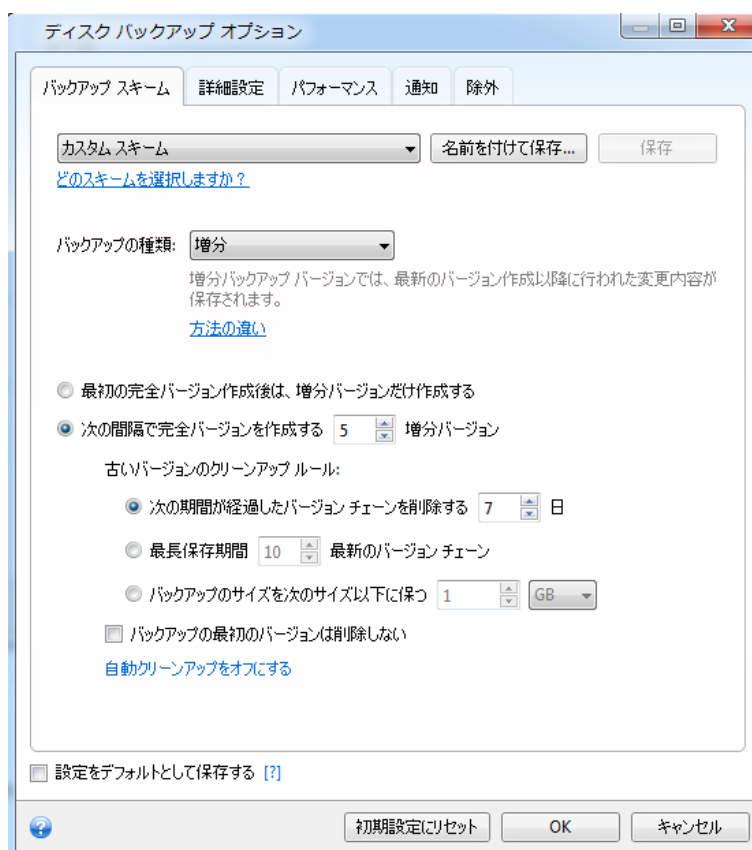 ディスク バックアップ オプション
バックアップ スキーム 詳細設定 パフォーマンス 通知 除外
カスタム スキーム 名前を付けて保存... 保存
どのスキームを選択しますか？
バックアップの種類: 増分
増分バックアップ バージョンでは、最新のバージョン作成以降に行われた変更内容が
保存されます。
方法の違い
最初の完全バージョン作成後は、増分バージョンだけ作成する
次の間隔で完全バージョンを作成する 5 増分バージョン
古いバージョンのクリーンアップ ルール:
次の期間が経過したバージョン チェーンを削除する 7 日
最長保存期間 10 最新のバージョン チェーン
バックアップのサイズを次のサイズ以下に保つ 1 GB
バックアップの最初のバージョンは削除しない
自動クリーンアップをオフにする
設定をデフォルトとして保存する [?]
初期設定にリセット OK キャンセル